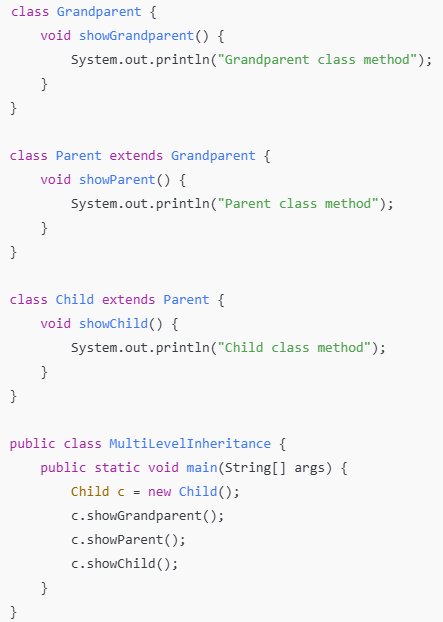 class Grandparent {
    void showGrandparent() {
        System.out.println("Grandparent class method");
    }
}

class Parent extends Grandparent {
    void showParent() {
        System.out.println("Parent class method");
    }
}

class Child extends Parent {
    void showChild() {
        System.out.println("Child class method");
    }
}

public class MultiLevelInheritance {
    public static void main(String[] args) {
        Child c = new Child();
        c.showGrandparent();
        c.showParent();
        c.showChild();
    }
}